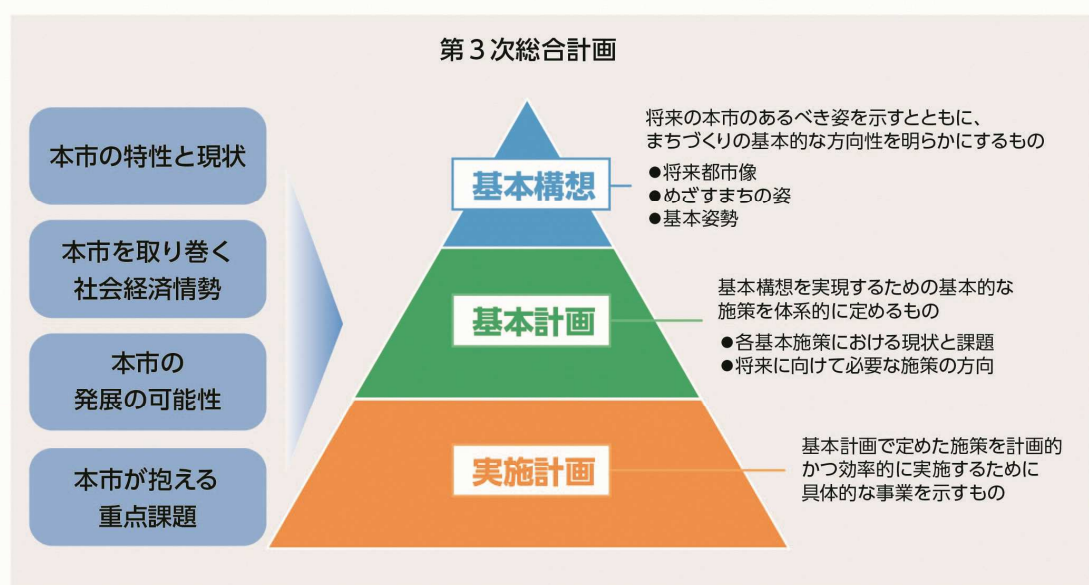 第3次総合計画
本市の特性と現状
本市を取り巻く
社会経済情勢
本市の
発展の可能性
本市が抱える
重点課題
基本構想
将来の本市のあるべき姿を示すとともに、
まちづくりの基本的な方向性を明らかにするもの
●将来都市像
●めざすまちの姿
●基本姿勢
基本計画
基本構想を実現するための基本的な
施策を体系的に定めるもの
●各基本施策における現状と課題
●将来に向けて必要な施策の方向
実施計画
基本計画で定めた施策を計画的
かつ効率的に実施するために
具体的な事業を示すもの